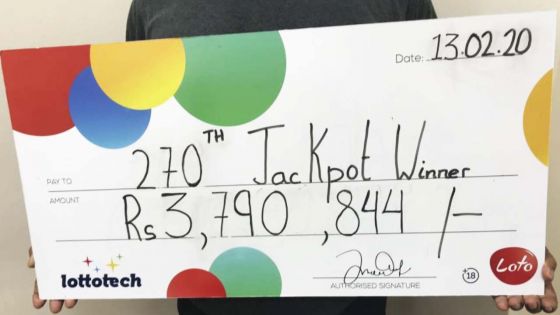 Date: 13.02.20
PAY TO 270TH Jackpot Winner
AMOUNT Rs 3,790,844/-
lottotech
AUTHORISED SIGNATURE
+18
Loto